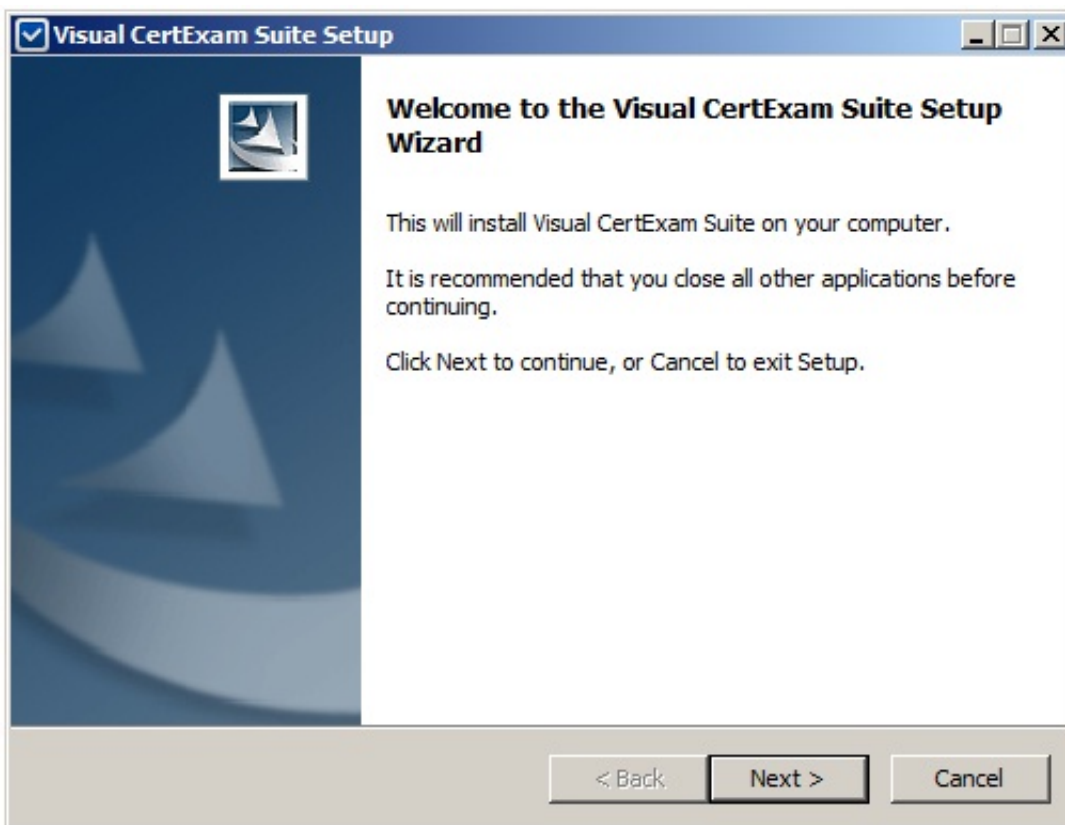 Visual CertExam Suite Setup
Welcome to the Visual CertExam Suite Setup
Wizard
This will install Visual CertExam Suite on your computer.
It is recommended that you close all other applications before
continuing.
Click Next to continue, or Cancel to exit Setup.
< Back
Next >
Cancel